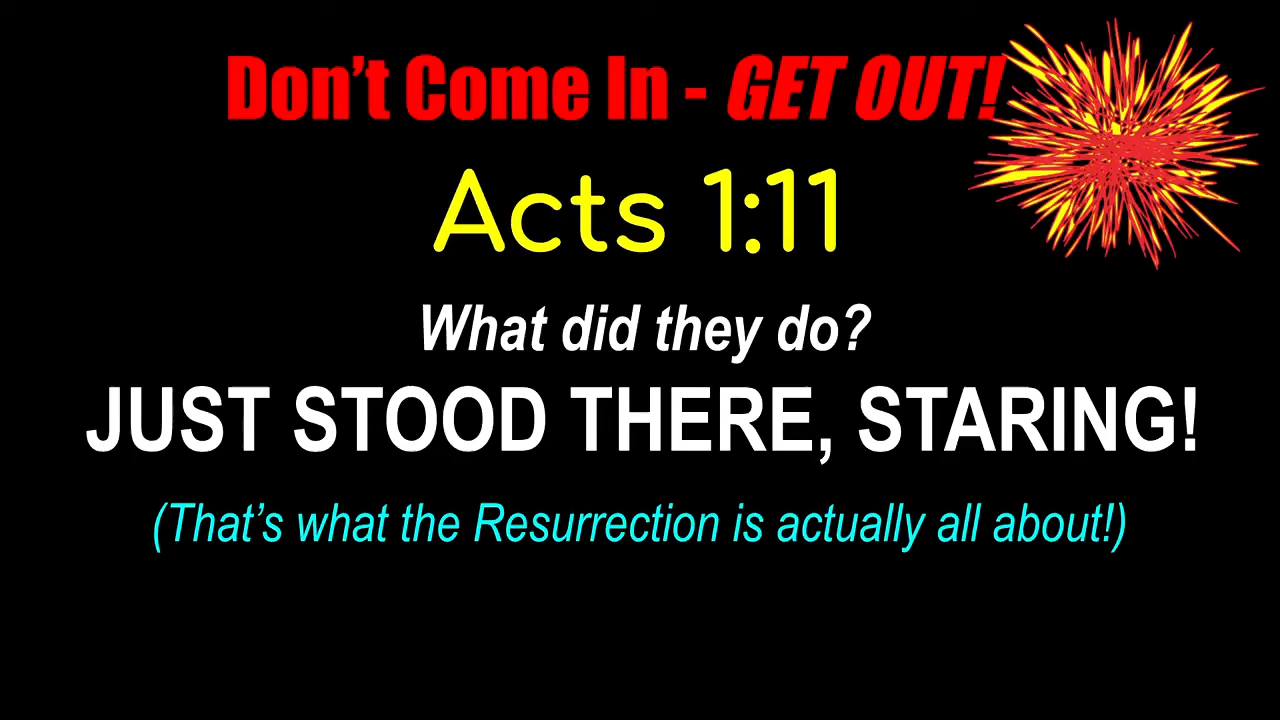 Don’t Come In - GET OUT!
Acts 1:11
What did they do?
JUST STOOD THERE, STARING!
(That’s what the Resurrection is actually all about!)